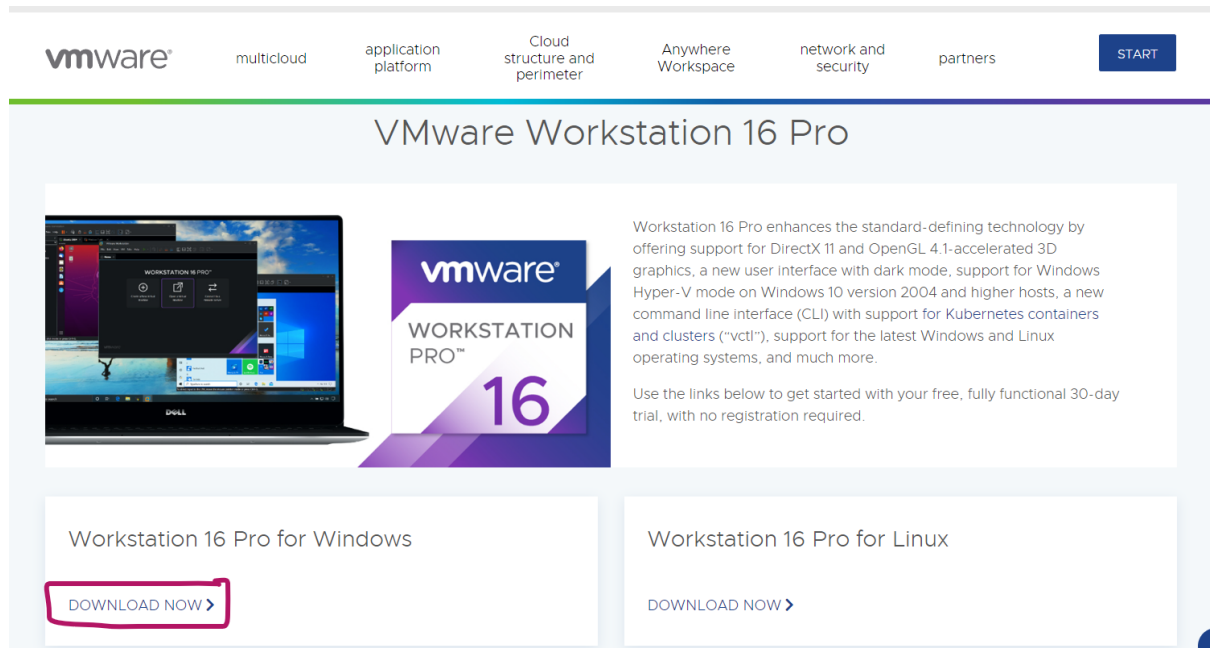 vmware®
multicloud
application
platform
Cloud
structure and
perimeter
Anywhere
Workspace
network and
security
partners
START
VMware Workstation 16 Pro
WORKSTATION 16 PRO™
DELL
vmware®
WORKSTATION
PRO™
16
Workstation 16 Pro enhances the standard-defining technology by
offering support for DirectX 11 and OpenGL 4.1-accelerated 3D
graphics, a new user interface with dark mode, support for Windows
Hyper-V mode on Windows 10 version 2004 and higher hosts, a new
command line interface (CLI) with support for Kubernetes containers
and clusters (“vctl”), support for the latest Windows and Linux
operating systems, and much more.
Use the links below to get started with your free, fully functional 30-day
trial, with no registration required.
Workstation 16 Pro for Windows
DOWNLOAD NOW
Workstation 16 Pro for Linux
DOWNLOAD NOW